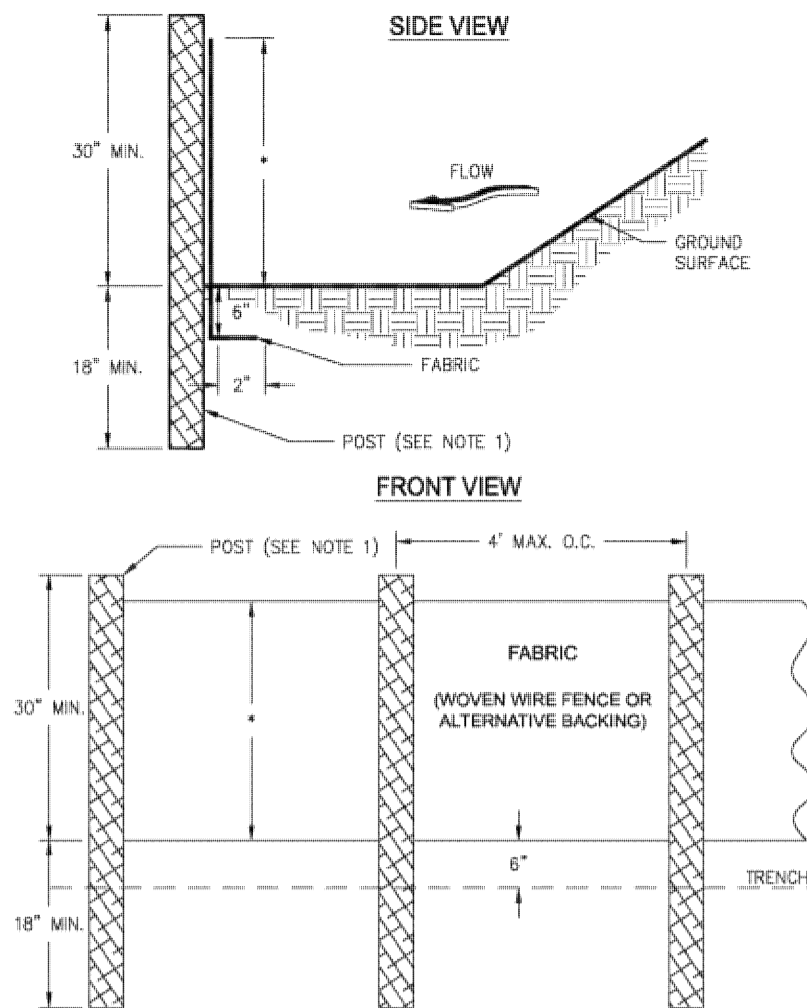 SIDE VIEW
30" MIN.
*
FLOW
GROUND
SURFACE
6"
18" MIN.
FABRIC
2"
POST (SEE NOTE 1)
FRONT VIEW
POST (SEE NOTE 1)
4' MAX. O.C.
FABRIC
(WOVEN WIRE FENCE OR
ALTERNATIVE BACKING)
30" MIN.
*
6"
TRENCH
18" MIN.